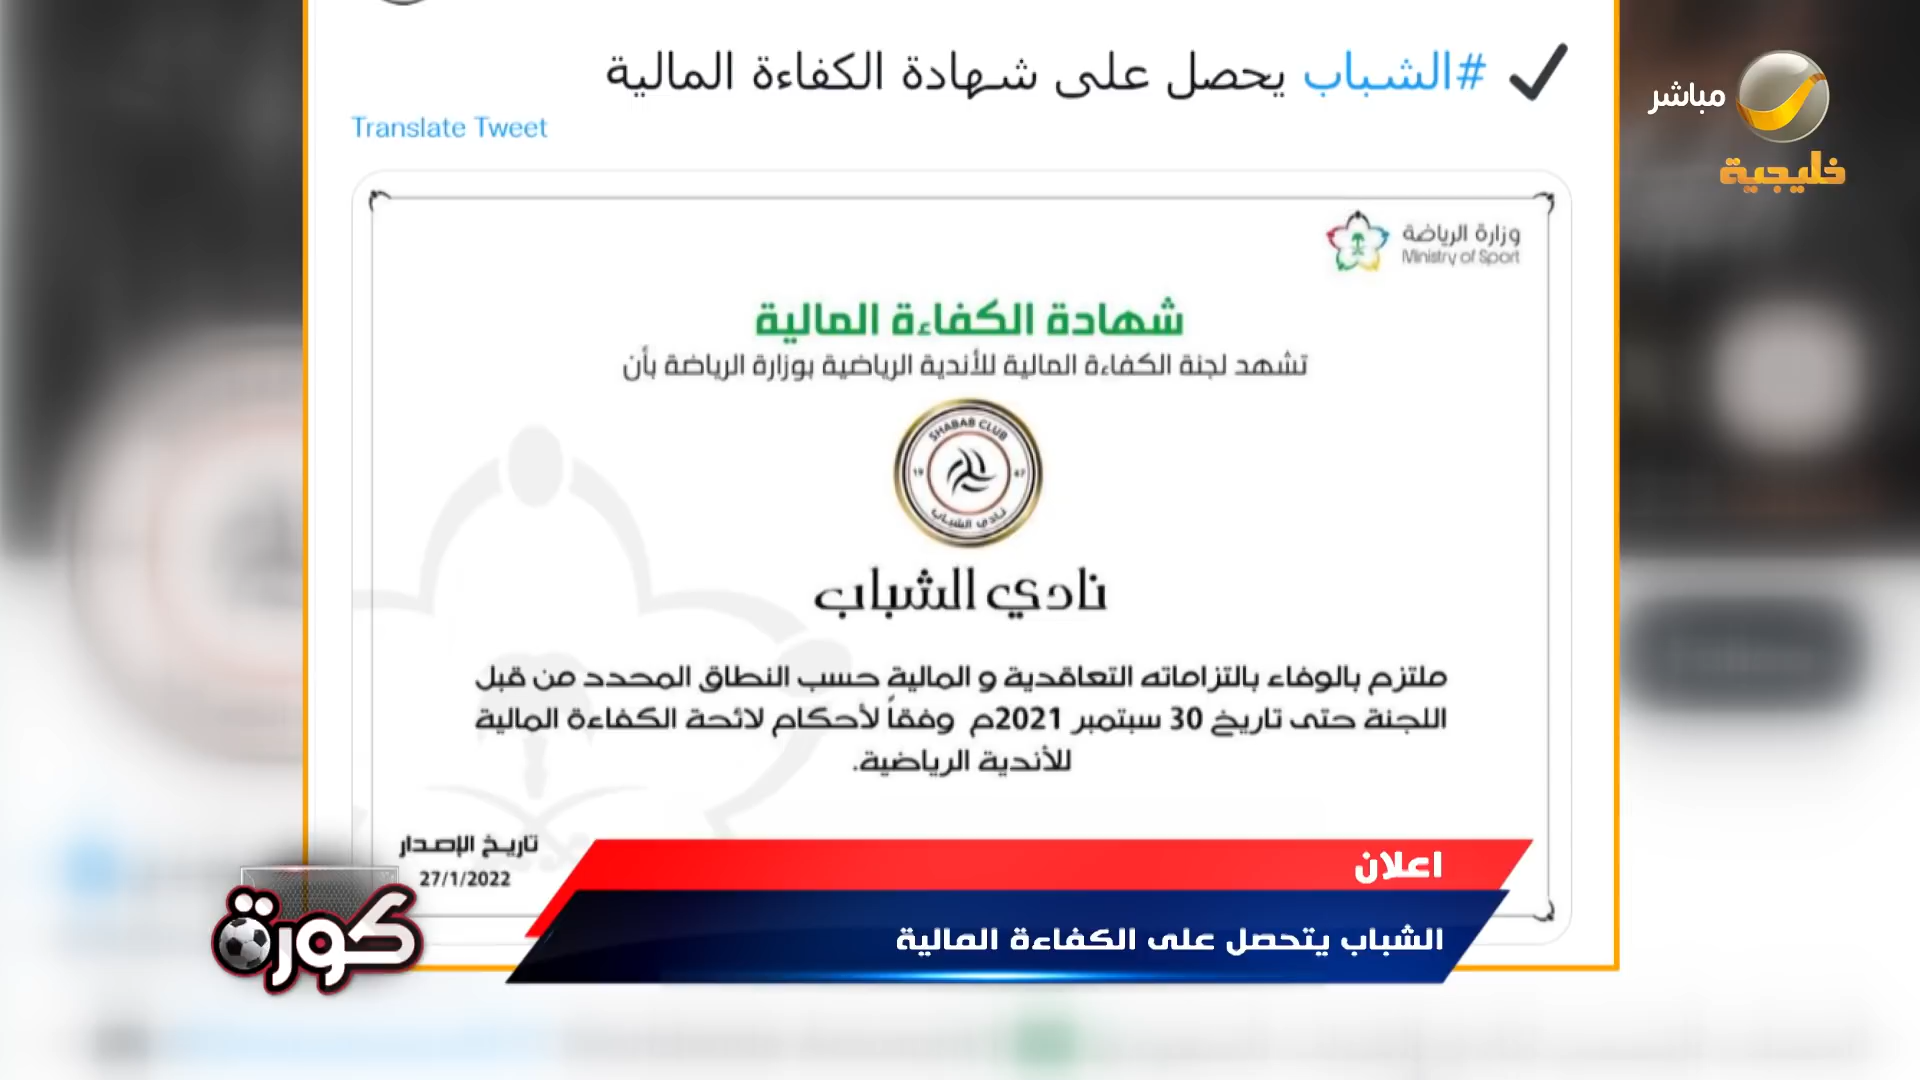 ✔ #الشباب يحصل على شهادة الكفاءة المالية
Translate Tweet
مباشر
خليجية
وزارة الرياضة
Ministry of Sport
شهادة الكفاءة المالية
تشهد لجنة الكفاءة المالية للأندية الرياضية بوزارة الرياضة بأن
SHABAB CLUB
19 47
نادي الشباب
نادي الشباب
ملتزم بالوفاء بالتزاماته التعاقدية و المالية حسب النطاق المحدد من قبل
اللجنة حتى تاريخ 30 سبتمبر 2021م وفقاً لأحكام لائحة الكفاءة المالية
للأندية الرياضية.
تاريخ الإصدار
27/1/2022
اعلان
الشباب يتحصل على الكفاءة المالية
كورة